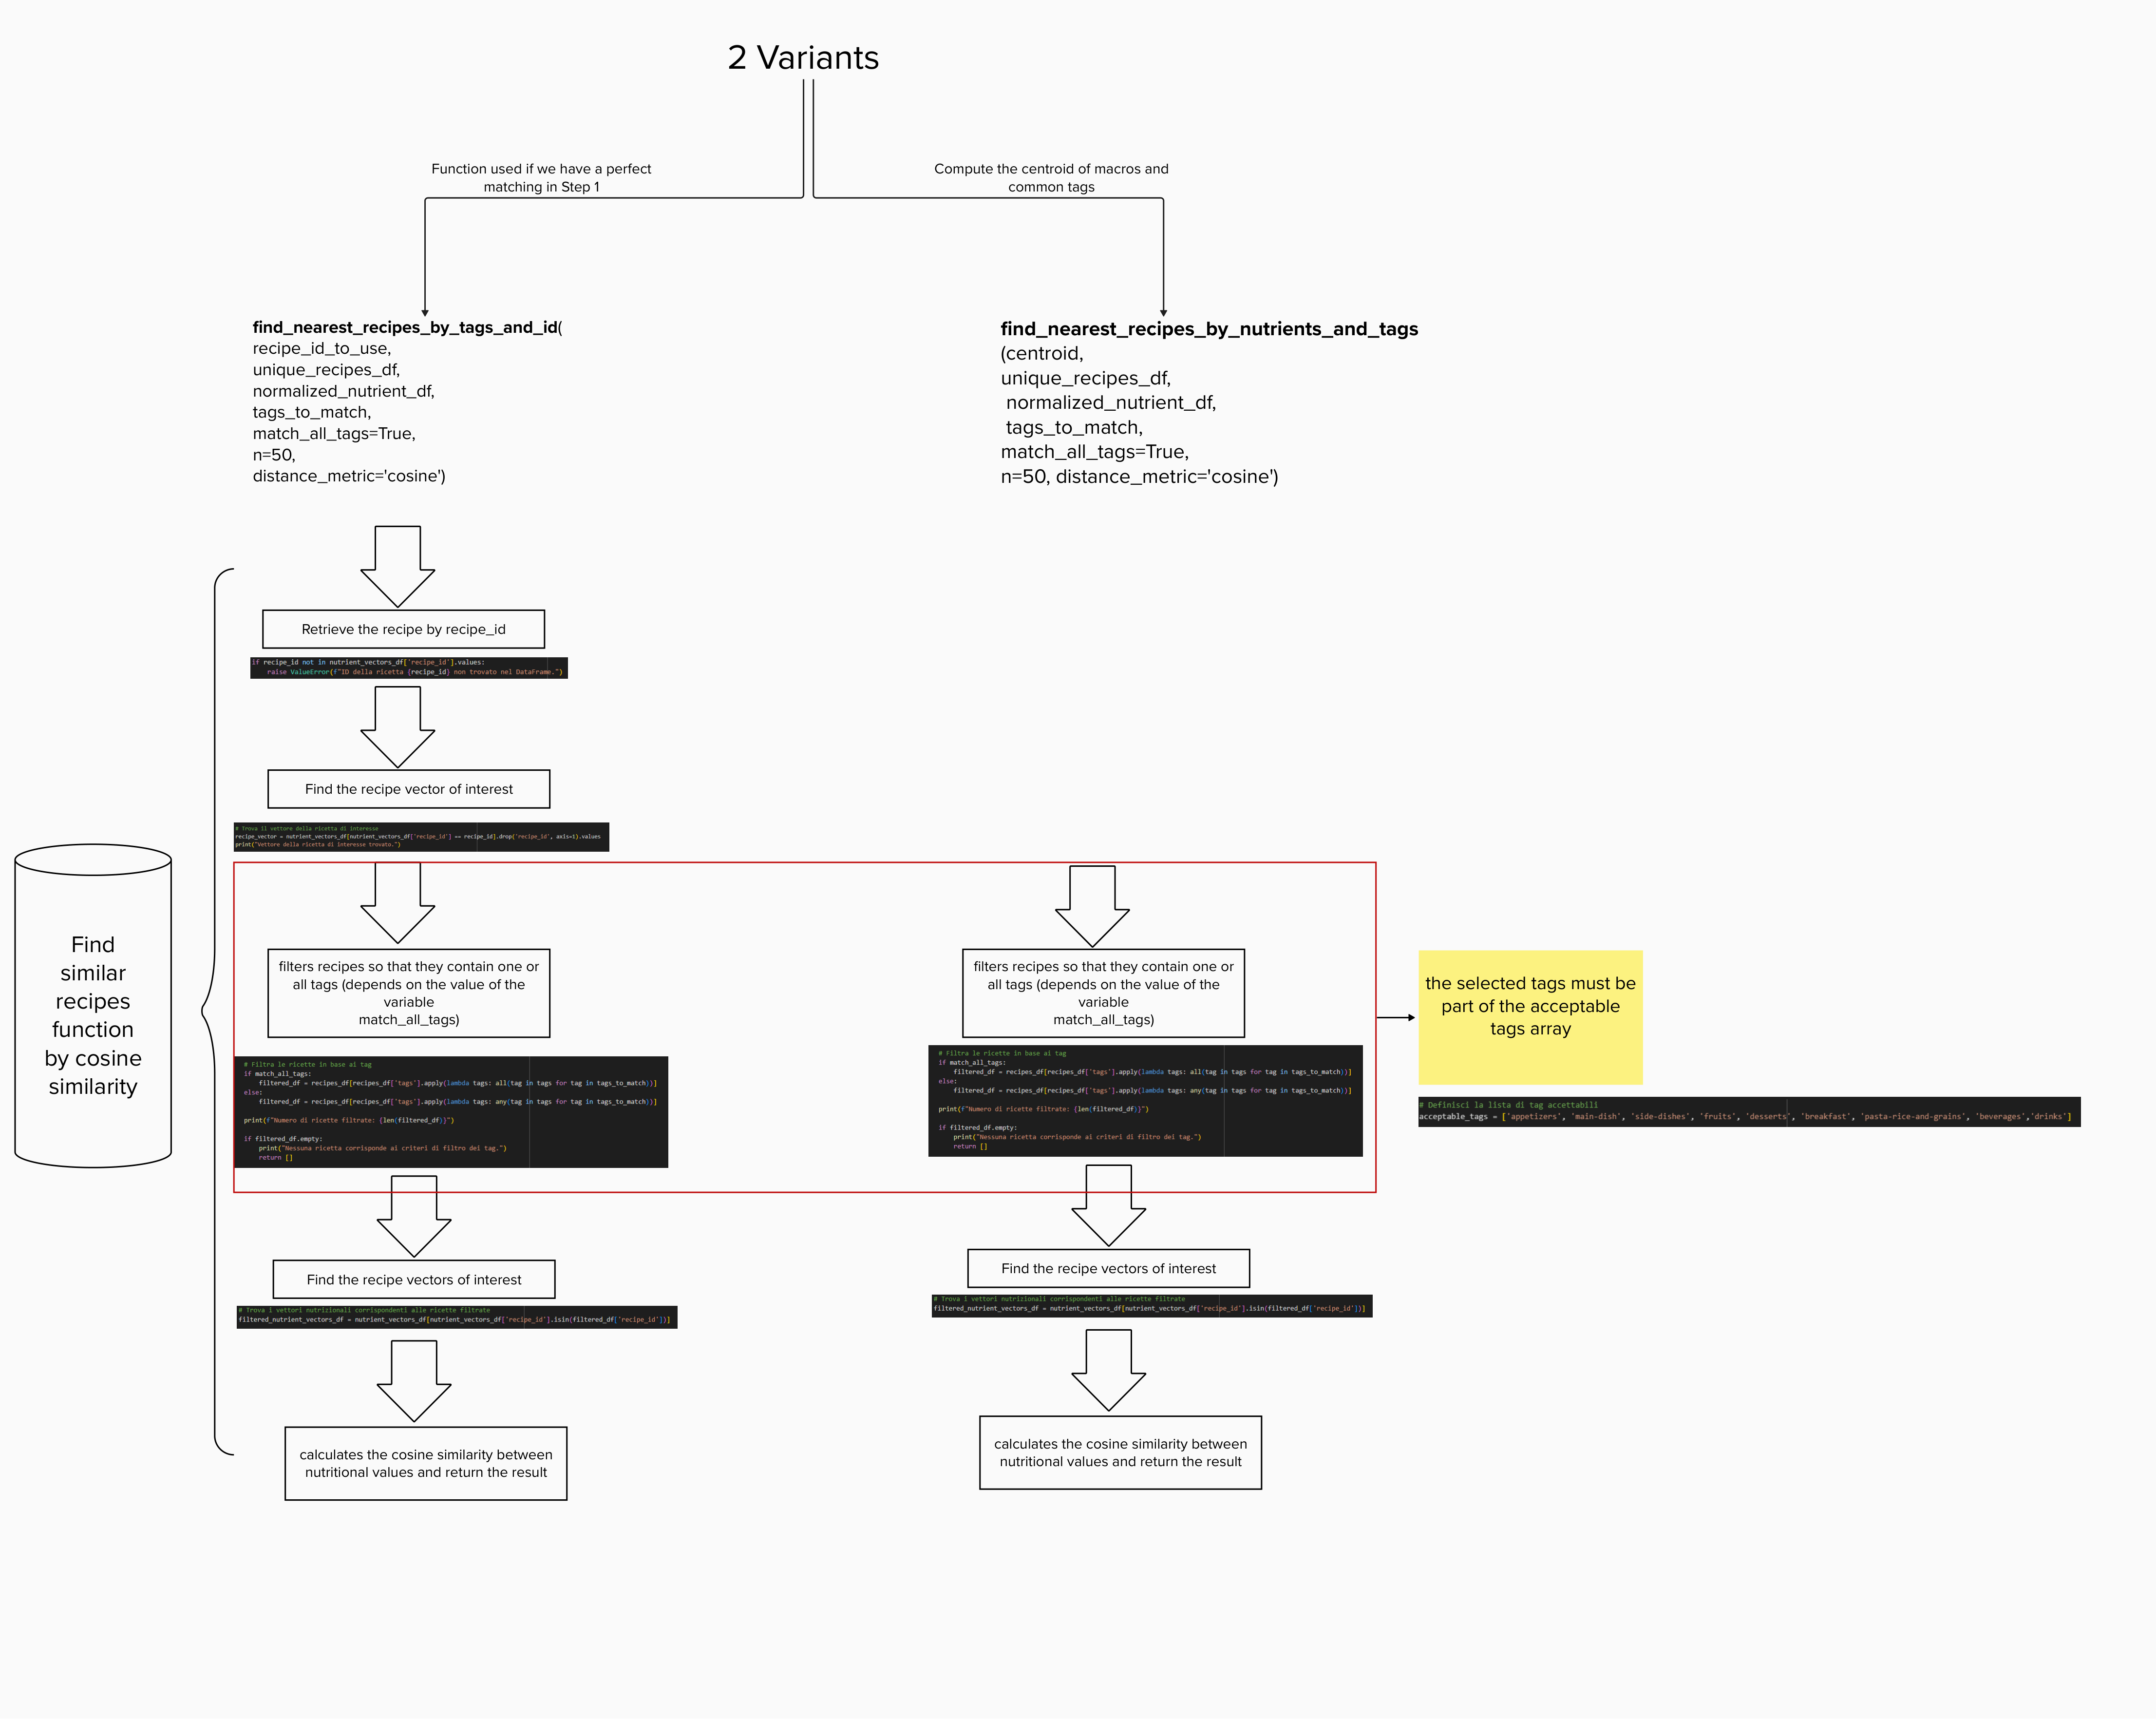 2 Variants
Function used if we have a perfect
matching in Step 1
Compute the centroid of macros and
common tags
find_nearest_recipes_by_tags_and_id(
recipe_id_to_use,
unique_recipes_df,
normalized_nutrient_df,
tags_to_match,
match_all_tags=True,
n=50,
distance_metric='cosine')
find_nearest_recipes_by_nutrients_and_tags
(centroid,
unique_recipes_df,
normalized_nutrient_df,
tags_to_match,
match_all_tags=True,
n=50, distance_metric='cosine')
Retrieve the recipe by recipe_id
if recipe_id not in nutrient_vectors_df['recipe_id'].values:
raise ValueError(f"ID della ricetta {recipe_id} non trovato nel DataFrame.")
Find the recipe vector of interest
# Trova il vettore della ricetta di interesse
recipe_vector = nutrient_vectors_df[nutrient_vectors_df['recipe_id'] == recipe_id].drop('recipe_id', axis=1).values
print("Vettore della ricetta di interesse trovato.")
Find
similar
recipes
function
by cosine
similarity
filters recipes so that they contain one or
all tags (depends on the value of the
variable
match_all_tags)
# Filtra le ricette in base ai tag
if match_all_tags:
filtered_df = recipes_df[recipes_df['tags'].apply(lambda tags: all(tag in tags for tag in tags_to_match))]
else:
filtered_df = recipes_df[recipes_df['tags'].apply(lambda tags: any(tag in tags for tag in tags_to_match))]
print(f"Numero di ricette filtrate: {len(filtered_df)}")
if filtered_df.empty:
print("Nessuna ricetta corrisponde ai criteri di filtro dei tag.")
return []
Find the recipe vectors of interest
# Trova i vettori nutrizionali corrispondenti alle ricette filtrate
filtered_nutrient_vectors_df = nutrient_vectors_df[nutrient_vectors_df['recipe_id'].isin(filtered_df['recipe_id'])]
calculates the cosine similarity between
nutritional values and return the result
filters recipes so that they contain one or
all tags (depends on the value of the
variable
match_all_tags)
# Filtra le ricette in base ai tag
if match_all_tags:
filtered_df = recipes_df[recipes_df['tags'].apply(lambda tags: all(tag in tags for tag in tags_to_match))]
else:
filtered_df = recipes_df[recipes_df['tags'].apply(lambda tags: any(tag in tags for tag in tags_to_match))]
print(f"Numero di ricette filtrate: {len(filtered_df)}")
if filtered_df.empty:
print("Nessuna ricetta corrisponde ai criteri di filtro dei tag.")
return []
Find the recipe vectors of interest
# Trova i vettori nutrizionali corrispondenti alle ricette filtrate
filtered_nutrient_vectors_df = nutrient_vectors_df[nutrient_vectors_df['recipe_id'].isin(filtered_df['recipe_id'])]
calculates the cosine similarity between
nutritional values and return the result
the selected tags must be
part of the acceptable
tags array
# Definisci la lista di tag accettabili
acceptable_tags = ['appetizers', 'main-dish', 'side-dishes', 'fruits', 'desserts', 'breakfast', 'pasta-rice-and-grains', 'beverages','drinks']